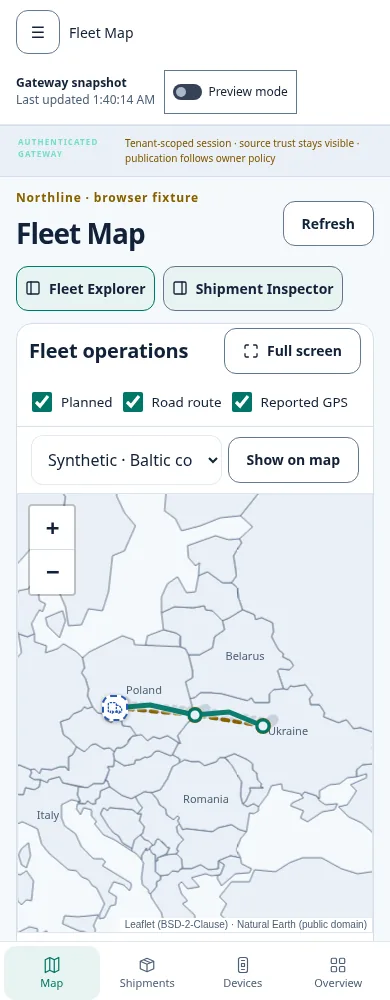 ☰ Fleet Map
Gateway snapshot
Last updated 1:40:14 AM
Preview mode
AUTHENTICATED
GATEWAY
Tenant-scoped session · source trust stays visible ·
publication follows owner policy
Northline · browser fixture
Fleet Map
Refresh
Fleet Explorer
Shipment Inspector
Fleet operations
Full screen
Planned
Road route
Reported GPS
Synthetic · Baltic co
Show on map
+
−
Belarus
Poland
Ukraine
Romania
Italy
Leaflet (BSD-2-Clause) · Natural Earth (public domain)
Map
Shipments
Devices
Overview